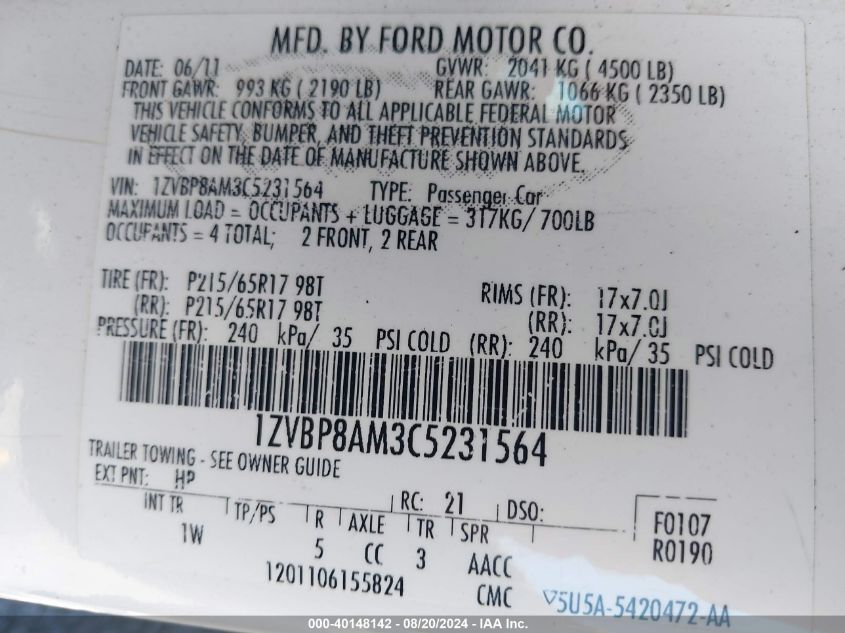 MFD. BY FORD MOTOR CO.
DATE: 06/11 GVWR: 2041 KG ( 4500 LB)
FRONT GAWR: 993 KG ( 2190 LB) REAR GAWR: 1066 KG ( 2350 LB)
THIS VEHICLE CONFORMS TO ALL APPLICABLE FEDERAL MOTOR
VEHICLE SAFETY, BUMPER, AND THEFT PREVENTION STANDARDS
IN EFFECT ON THE DATE OF MANUFACTURE SHOWN ABOVE.
VIN: 1ZVBP8AM3C5231564 TYPE: Passenger Car
MAXIMUM LOAD = OCCUPANTS + LUGGAGE = 317KG/ 700LB
OCCUPANTS = 4 TOTAL; 2 FRONT, 2 REAR
TIRE (FR): P215/65R17 98T RIMS (FR): 17x7.0J
(RR): P215/65R17 98T (RR): 17x7.0J
PRESSURE (FR): 240 kPa/ 35 PSI COLD (RR): 240 kPa/ 35 PSI COLD
1ZVBP8AM3C5231564
TRAILER TOWING - SEE OWNER GUIDE
EXT PNT: HP RC: 21 DSO:
INT TR TP/PS R AXLE TR SPR F0107
1W 5 CC 3 AACC R0190
1201106155824 CMC ▽5U5A-5420472-AA
IAAI: 40148142 - 08/20/2024 - IAA Inc.